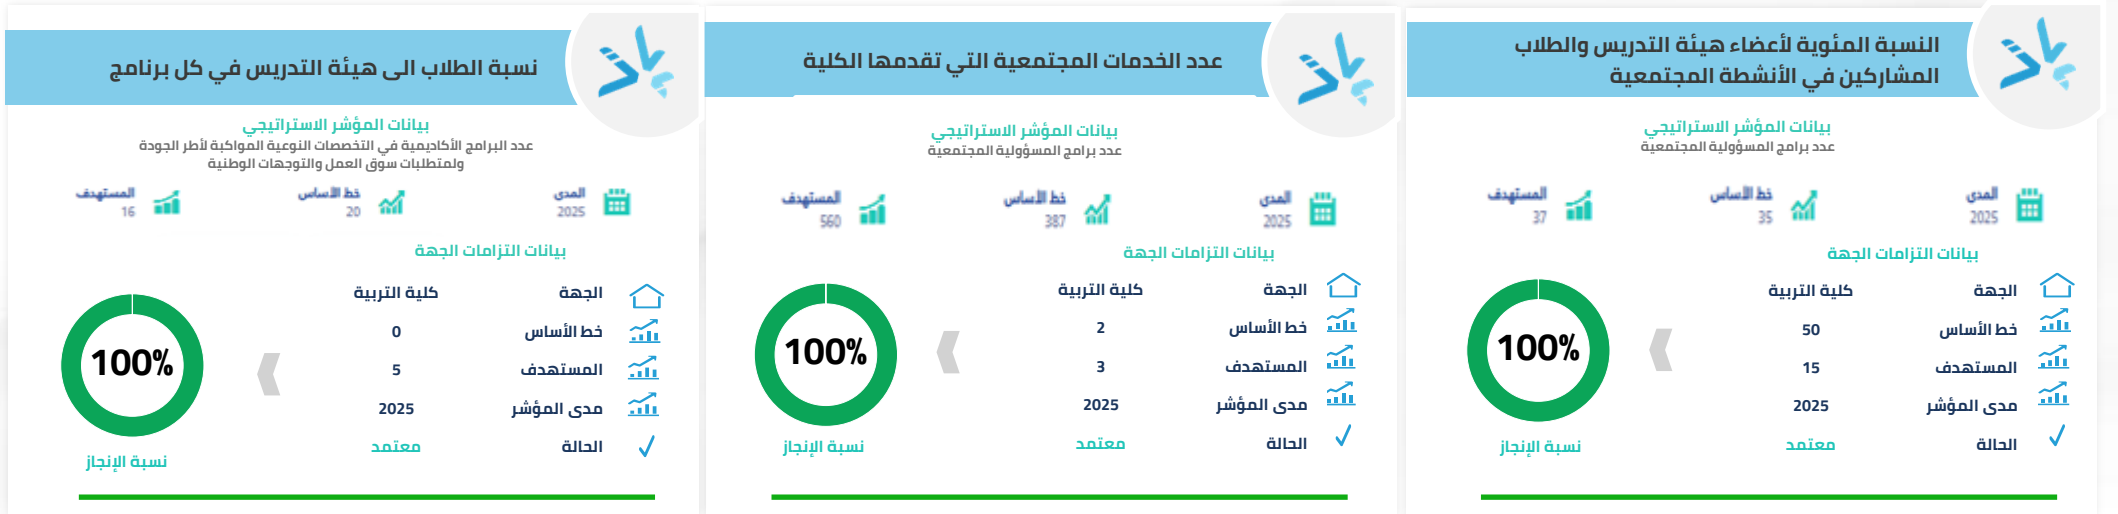 النسبة المئوية لأعضاء هيئة التدريس والطلاب
المشاركين في الأنشطة المجتمعية
بيانات المؤشر الاستراتيجي
عدد برامج المسؤولية المجتمعية
المدى
2025
خط الأساس
35
المستهدف
37
بيانات التزامات الجهة
الجهة كلية التربية
خط الأساس 50
المستهدف 15
مدى المؤشر 2025
الحالة معتمد
100%
نسبة الإنجاز
عدد الخدمات المجتمعية التي تقدمها الكلية
بيانات المؤشر الاستراتيجي
عدد برامج المسؤولية المجتمعية
المدى
2025
خط الأساس
387
المستهدف
560
بيانات التزامات الجهة
الجهة كلية التربية
خط الأساس 2
المستهدف 3
مدى المؤشر 2025
الحالة معتمد
100%
نسبة الإنجاز
نسبة الطلاب الى هيئة التدريس في كل برنامج
بيانات المؤشر الاستراتيجي
عدد البرامج الأكاديمية في التخصصات النوعية المواكبة لأطر الجودة
ولمتطلبات سوق العمل والتوجهات الوطنية
المدى
2025
خط الأساس
20
المستهدف
16
بيانات التزامات الجهة
الجهة كلية التربية
خط الأساس 0
المستهدف 5
مدى المؤشر 2025
الحالة معتمد
100%
نسبة الإنجاز